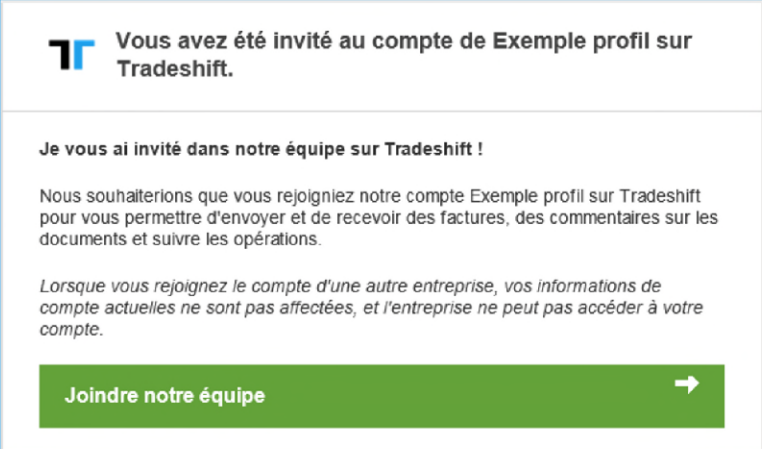 Vous avez été invité au compte de Exemple profil sur
Tradeshift.
Je vous ai invité dans notre équipe sur Tradeshift !
Nous souhaiterions que vous rejoigniez notre compte Exemple profil sur Tradeshift
pour vous permettre d'envoyer et de recevoir des factures, des commentaires sur les
documents et suivre les opérations.
Lorsque vous rejoignez le compte d'une autre entreprise, vos informations de
compte actuelles ne sont pas affectées, et l'entreprise ne peut pas accéder à votre
compte.
Joindre notre équipe